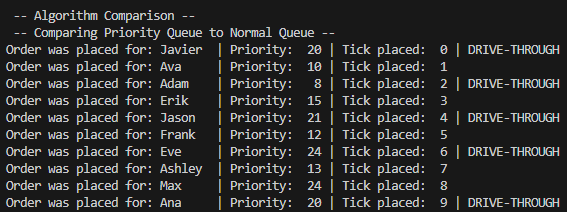 -- Algorithm Comparison --
-- Comparing Priority Queue to Normal Queue --
Order was placed for: Javier  | Priority:  20 | Tick placed:  0 | DRIVE-THROUGH
Order was placed for: Ava     | Priority:  10 | Tick placed:  1
Order was placed for: Adam    | Priority:   8 | Tick placed:  2 | DRIVE-THROUGH
Order was placed for: Erik    | Priority:  15 | Tick placed:  3
Order was placed for: Jason   | Priority:  21 | Tick placed:  4 | DRIVE-THROUGH
Order was placed for: Frank   | Priority:  12 | Tick placed:  5
Order was placed for: Eve     | Priority:  24 | Tick placed:  6 | DRIVE-THROUGH
Order was placed for: Ashley  | Priority:  13 | Tick placed:  7
Order was placed for: Max     | Priority:  24 | Tick placed:  8
Order was placed for: Ana     | Priority:  20 | Tick placed:  9 | DRIVE-THROUGH